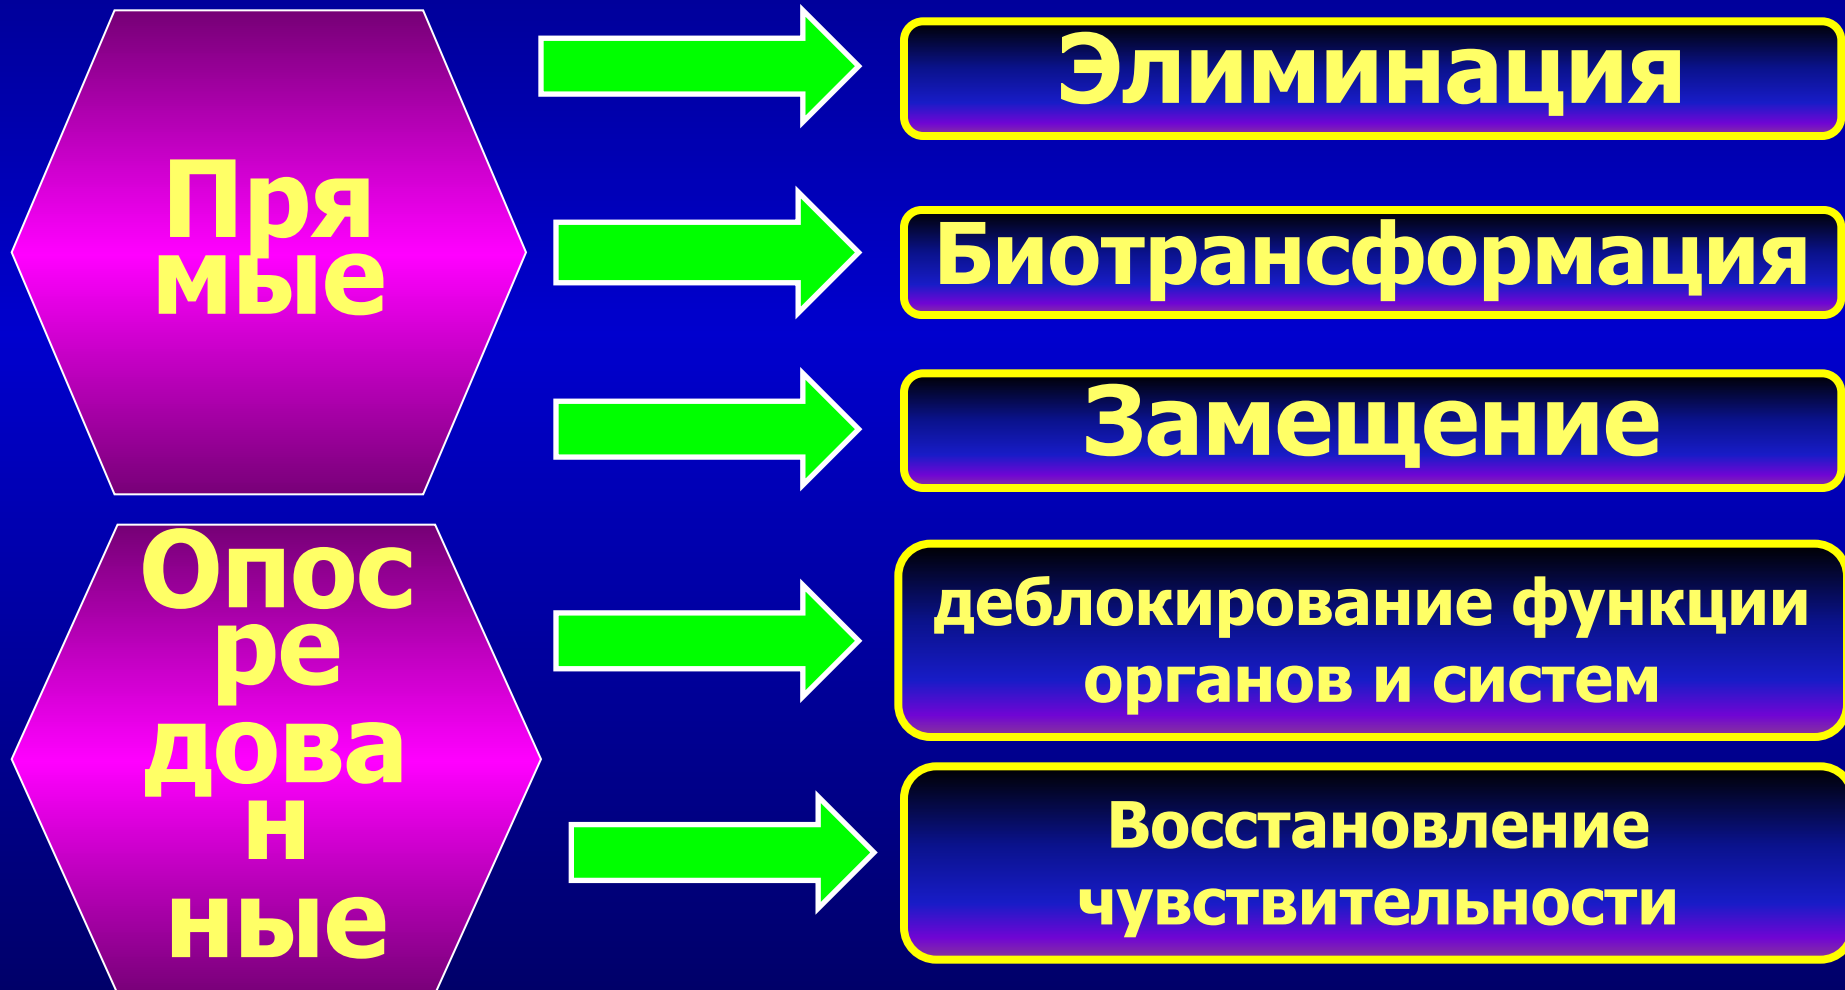 Пря
мые
Элиминация
Биотрансформация
Замещение
Опос
ре
дова
н
ные
деблокирование функции
органов и систем
Восстановление
чувствительности